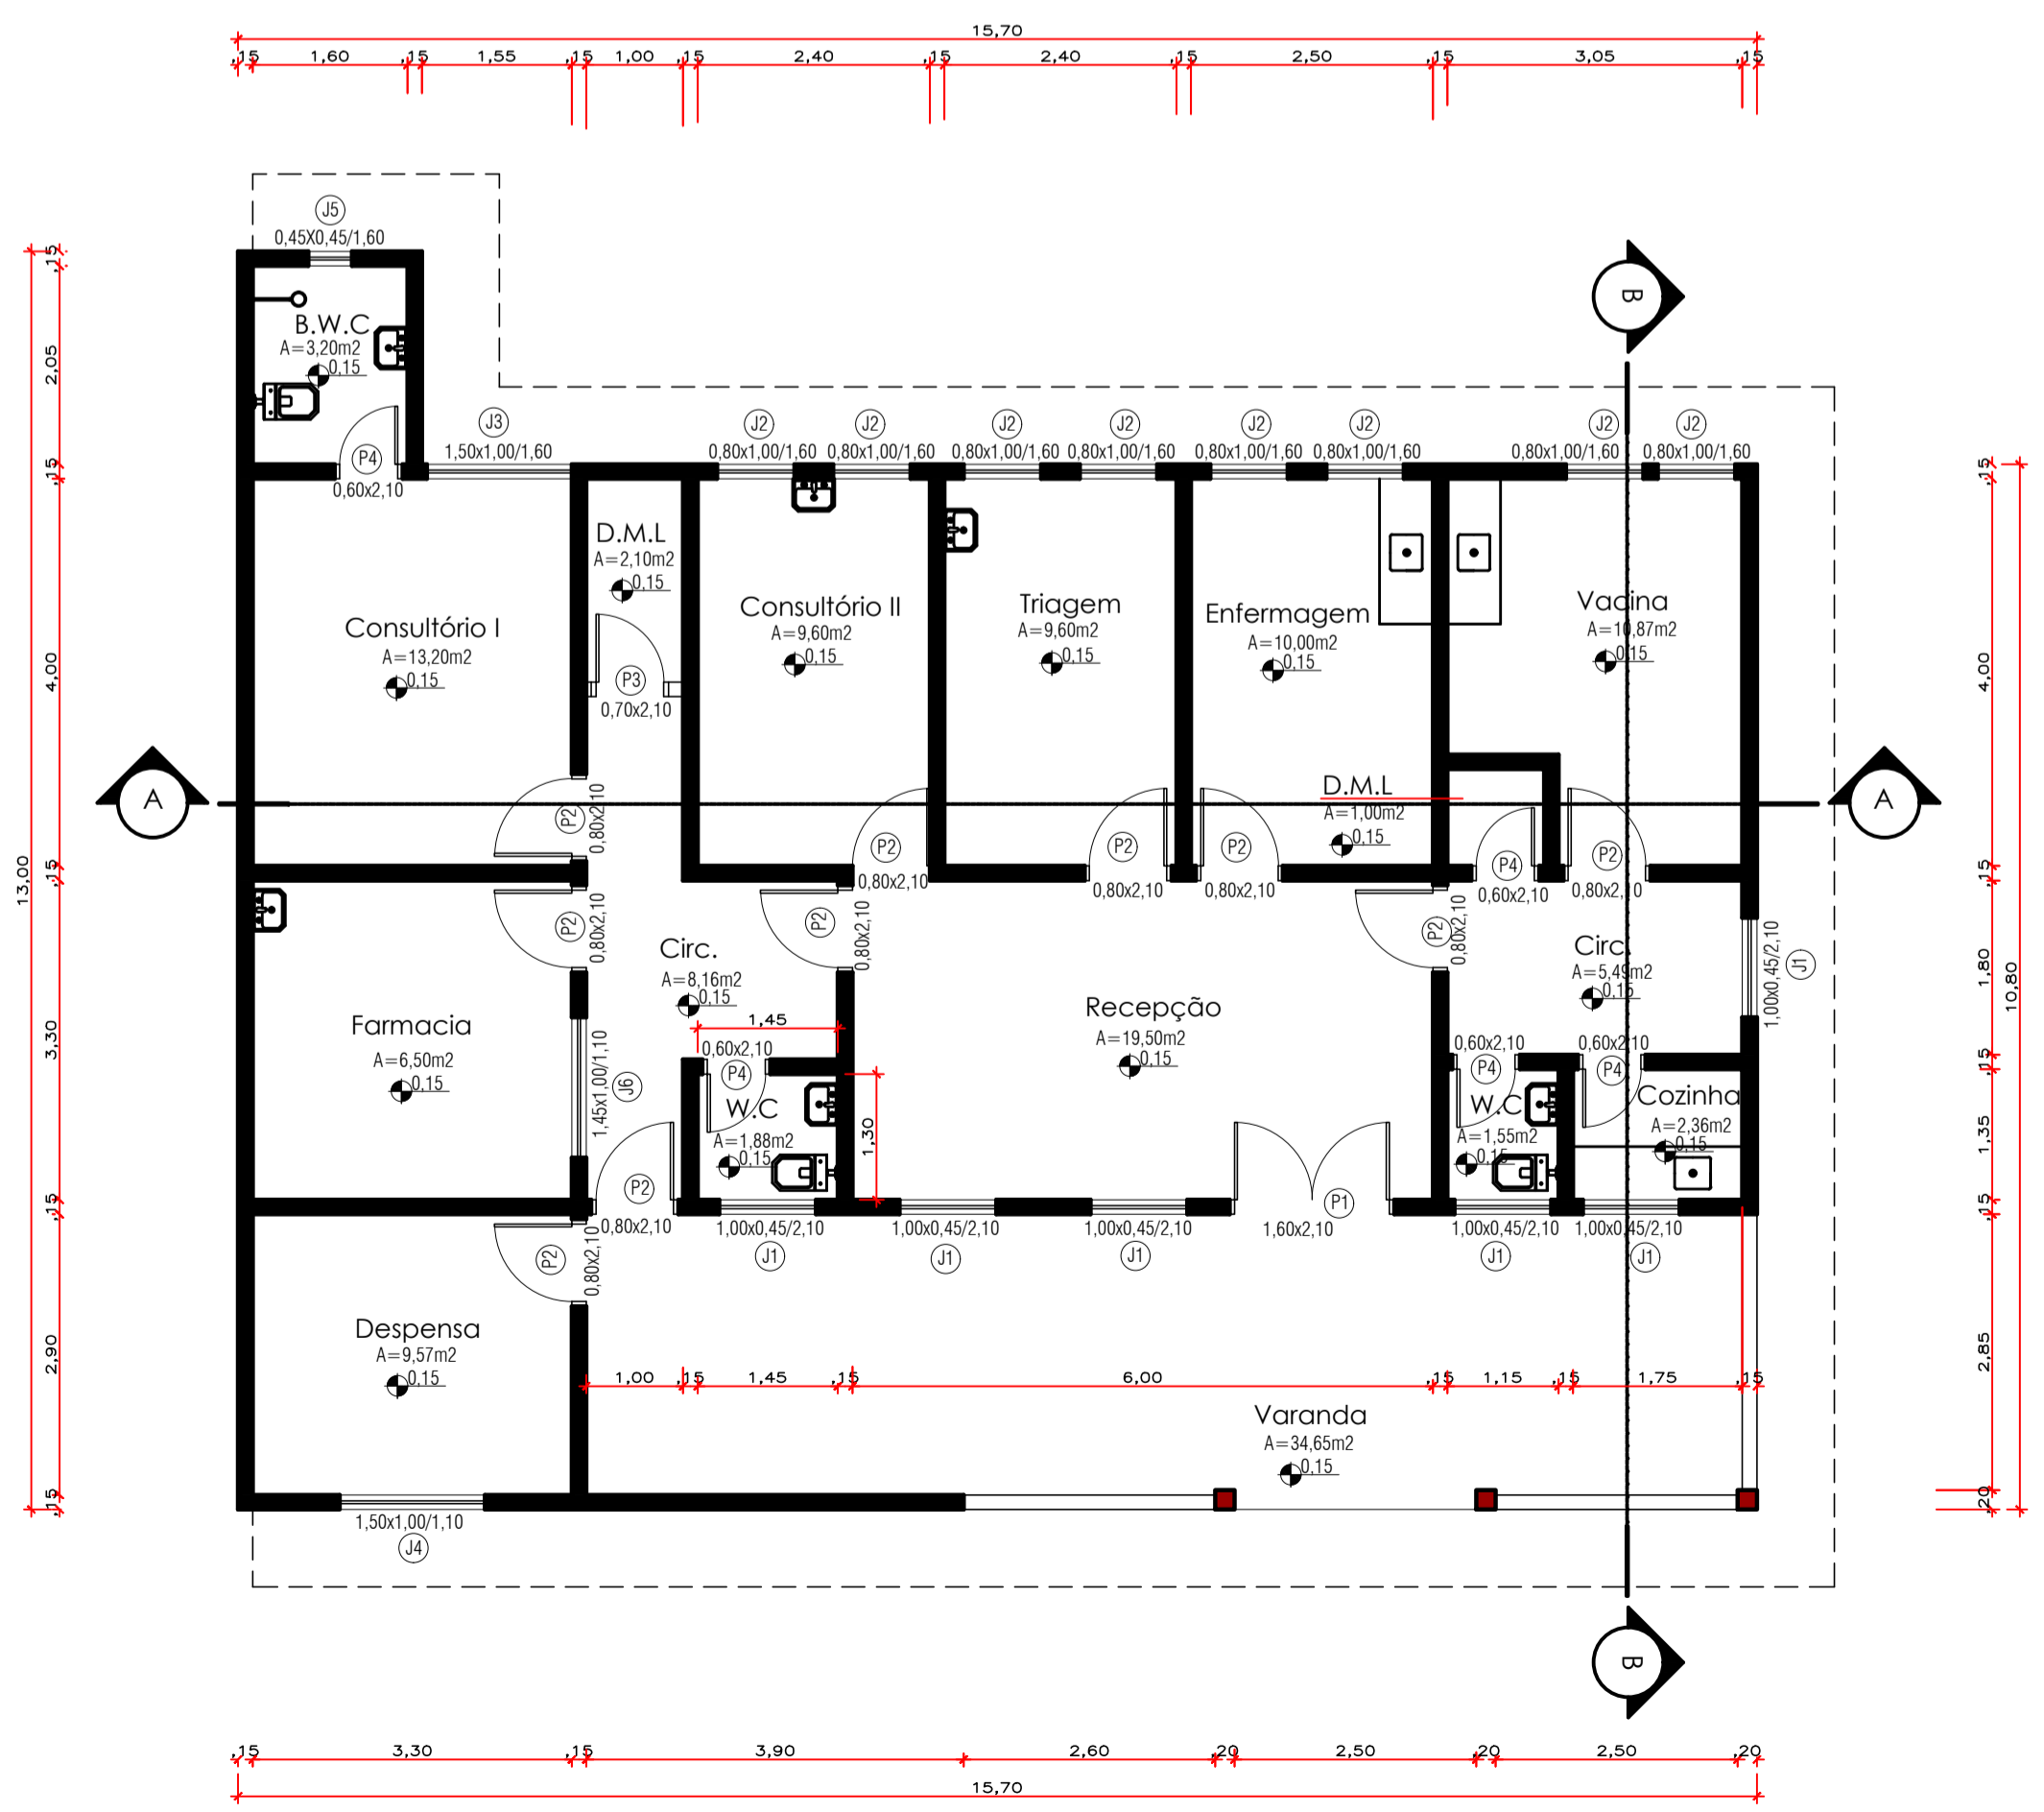 15,70
,15 1,60 ,15 1,55 ,15 1,00 ,15 2,40 ,15 2,40 ,15 2,50 ,15 3,05 ,15
J5
0,45X0,45/1,60
B
B.W.C
A=3,20m2
0,15
P4
0,60x2,10
J3
1,50x1,00/1,60
J2
0,80x1,00/1,60
J2
0,80x1,00/1,60
J2
0,80x1,00/1,60
J2
0,80x1,00/1,60
J2
0,80x1,00/1,60
J2
0,80x1,00/1,60
J2
0,80x1,00/1,60
J2
0,80x1,00/1,60
D.M.L
A=2,10m2
0,15
P3
0,70x2,10
Consultório I
A=13,20m2
0,15
Consultório II
A=9,60m2
0,15
Triagem
A=9,60m2
0,15
Enfermagem
A=10,00m2
0,15
Vacina
A=10,87m2
0,15
A
A
D.M.L
A=1,00m2
0,15
P2
0,80x2,10
P2
0,80x2,10
P2
0,80x2,10
P2
0,80x2,10
P4
0,60x2,10
P2
0,80x2,10
P2
0,80x2,10
P2
0,80x2,10
P2
0,80x2,10
Circ.
A=8,16m2
0,15
1,45
0,60x2,10
P4
W.C
A=1,88m2
0,15
1,30
Farmacia
A=6,50m2
0,15
1,45x1,00/1,10
J6
Recepção
A=19,50m2
0,15
Circ.
A=5,49m2
0,15
1,00x0,45/2,10
J1
0,60x2,10
P4
0,60x2,10
P4
W.C
A=1,55m2
0,15
Cozinha
A=2,36m2
0,15
P2
0,80x2,10
P2
0,80x2,10
1,00x0,45/2,10
J1
1,00x0,45/2,10
J1
1,00x0,45/2,10
J1
P1
1,60x2,10
1,00x0,45/2,10
J1
1,00x0,45/2,10
J1
Despensa
A=9,57m2
0,15
1,00 ,15 1,45 ,15 6,00 ,15 1,15 ,15 1,75 ,15
Varanda
A=34,65m2
0,15
1,50x1,00/1,10
J4
B
13,00
,15 2,05 ,15 4,00 ,15 3,30 ,15 2,90 ,15
,15 4,00 ,15 1,80 ,15 1,35 ,15 2,85 ,20
10,80
,15 3,30 ,15 3,90 2,60 ,20 2,50 ,20 2,50 ,20
15,70